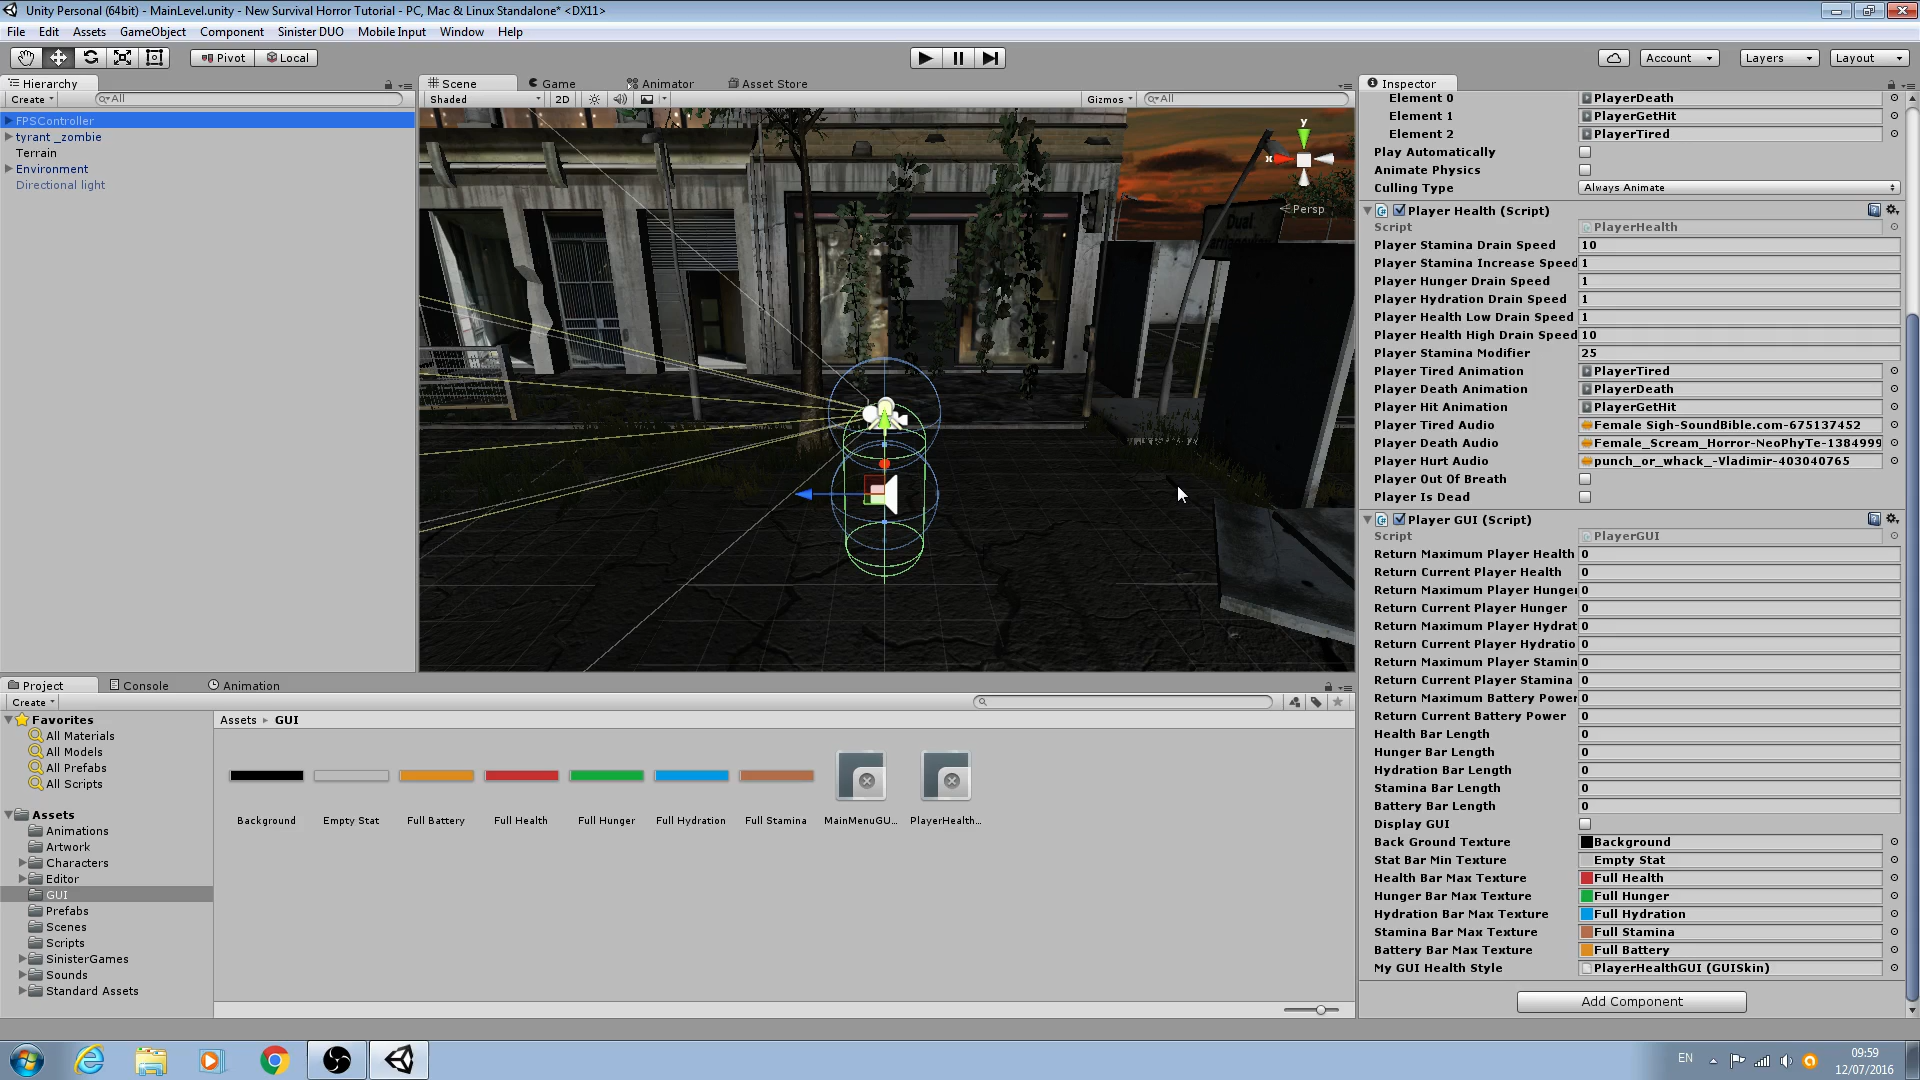 Unity Personal (64bit) - MainLevel.unity - New Survival Horror Tutorial - PC, Mac & Linux Standalone* <DX11>
File Edit Assets GameObject Component Sinister DUO Mobile Input Window Help
Pivot Local Account Layers Layout
Hierarchy
Create All
FPSController
tyrant _zombie
Terrain
Environment
Directional light
Scene Game Animator Asset Store
Shaded 2D Gizmos All
y
x
Persp
Dual
Project Console Animation
Create
Favorites
All Materials
All Models
All Prefabs
All Scripts
Assets
Animations
Artwork
Characters
Editor
GUI
Prefabs
Scenes
Scripts
SinisterGames
Sounds
Standard Assets
Assets GUI
Background Empty Stat Full Battery Full Health Full Hunger Full Hydration Full Stamina MainMenuGU... PlayerHealth...
Inspector
Element 0 PlayerDeath
Element 1 PlayerGetHit
Element 2 PlayerTired
Play Automatically
Animate Physics
Culling Type Always Animate
Player Health (Script)
Script PlayerHealth
Player Stamina Drain Speed 10
Player Stamina Increase Speed 1
Player Hunger Drain Speed 1
Player Hydration Drain Speed 1
Player Health Low Drain Speed 1
Player Health High Drain Speed 10
Player Stamina Modifier 25
Player Tired Animation PlayerTired
Player Death Animation PlayerDeath
Player Hit Animation PlayerGetHit
Player Tired Audio Female Sigh-SoundBible.com-675137452
Player Death Audio Female_Scream_Horror-NeoPhyTe-1384999
Player Hurt Audio punch_or_whack_-Vladimir-403040765
Player Out Of Breath
Player Is Dead
Player GUI (Script)
Script PlayerGUI
Return Maximum Player Health 0
Return Current Player Health 0
Return Maximum Player Hunger 0
Return Current Player Hunger 0
Return Maximum Player Hydrat 0
Return Current Player Hydratio 0
Return Maximum Player Stamin 0
Return Current Player Stamina 0
Return Maximum Battery Power 0
Return Current Battery Power 0
Health Bar Length 0
Hunger Bar Length 0
Hydration Bar Length 0
Stamina Bar Length 0
Battery Bar Length 0
Display GUI
Back Ground Texture Background
Stat Bar Min Texture Empty Stat
Health Bar Max Texture Full Health
Hunger Bar Max Texture Full Hunger
Hydration Bar Max Texture Full Hydration
Stamina Bar Max Texture Full Stamina
Battery Bar Max Texture Full Battery
My GUI Health Style PlayerHealthGUI (GUISkin)
Add Component
EN
09:59
12/07/2016